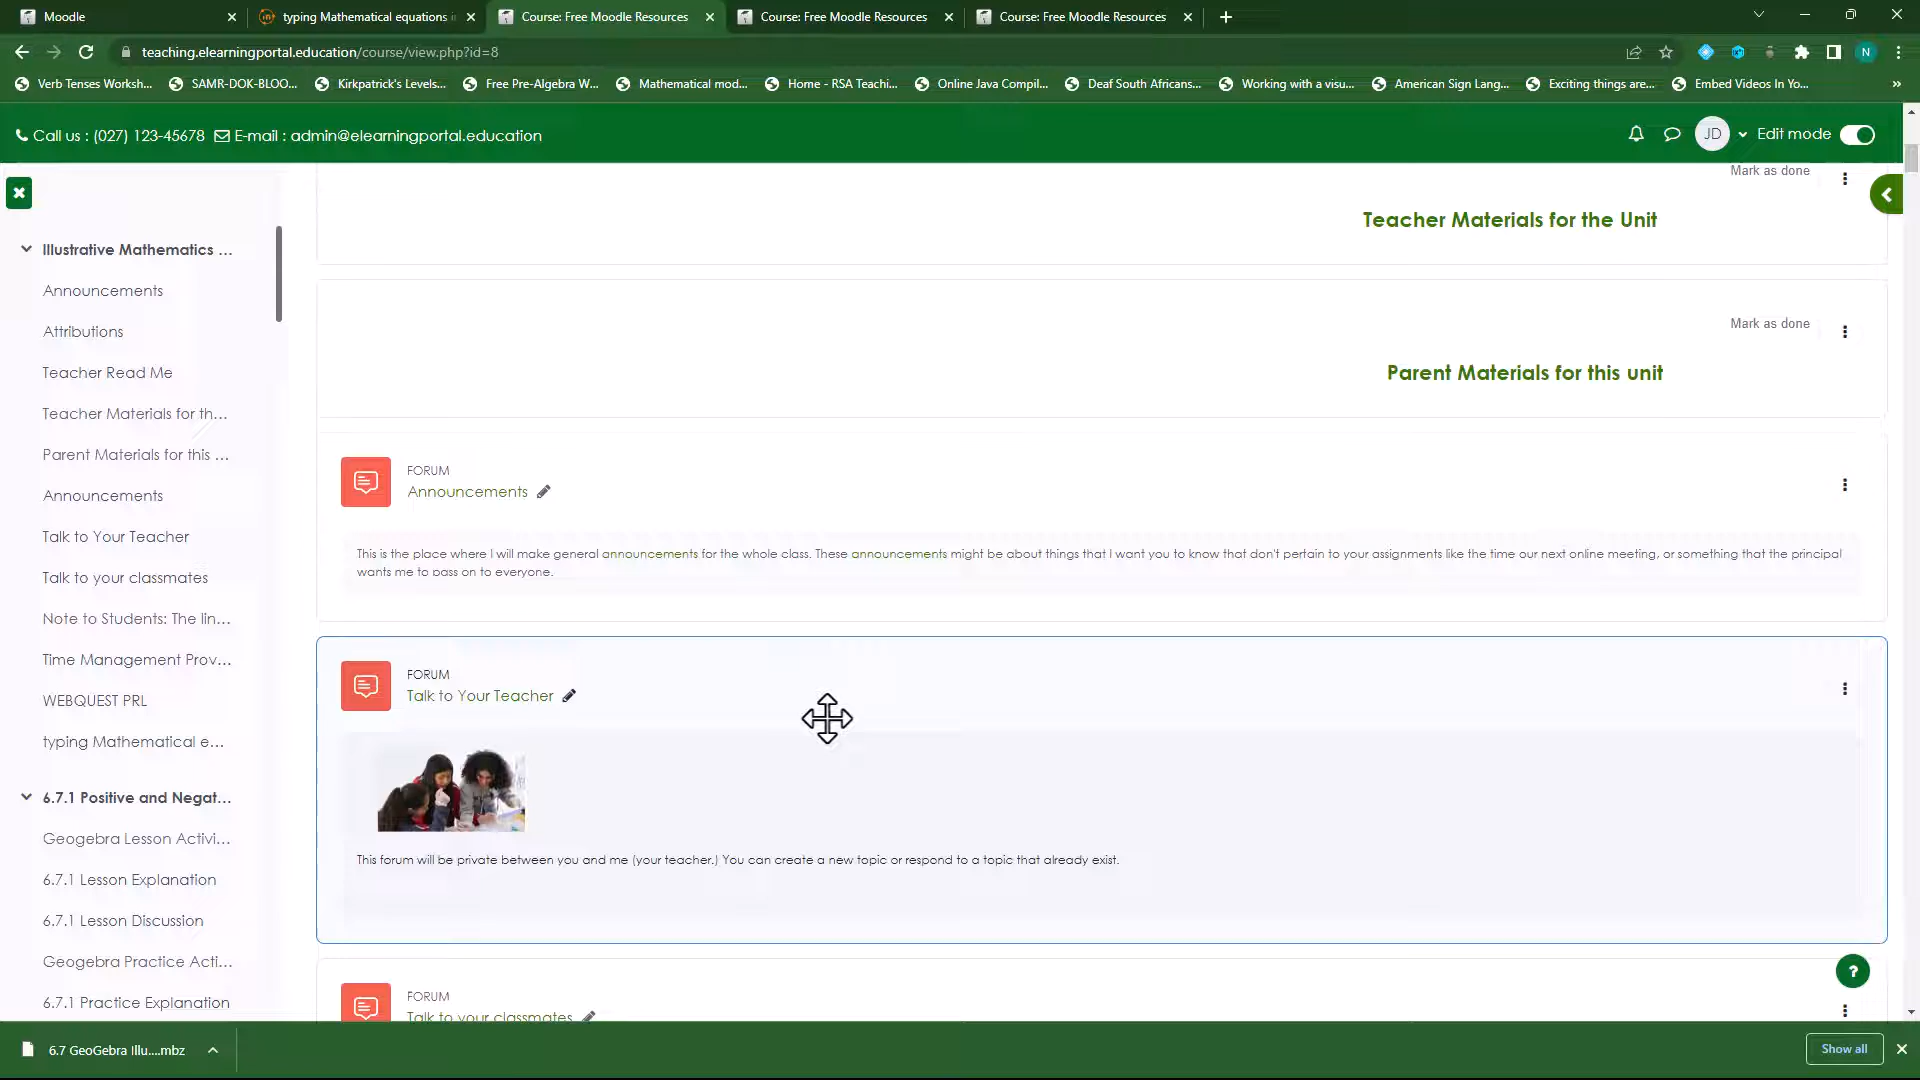 Moodle
typing Mathematical equations i
Course: Free Moodle Resources
Course: Free Moodle Resources
Course: Free Moodle Resources
teaching.elearningportal.education/course/view.php?id=8
N
Verb Tenses Worksh...
SAMR-DOK-BLOO...
Kirkpatrick's Levels...
Free Pre-Algebra W...
Mathematical mod...
Home - RSA Teachi...
Online Java Compil...
Deaf South Africans...
Working with a visu...
American Sign Lang...
Exciting things are...
Embed Videos In Yo...
Call us : (027) 123-45678 E-mail : admin@elearningportal.education
JD
Edit mode
Illustrative Mathematics ...
Announcements
Attributions
Teacher Read Me
Teacher Materials for th...
Parent Materials for this ...
Announcements
Talk to Your Teacher
Talk to your classmates
Note to Students: The lin...
Time Management Prov...
WEBQUEST PRL
typing Mathematical e...
6.7.1 Positive and Negat...
Geogebra Lesson Activi...
6.7.1 Lesson Explanation
6.7.1 Lesson Discussion
Geogebra Practice Acti...
6.7.1 Practice Explanation
Mark as done
Teacher Materials for the Unit
Mark as done
Parent Materials for this unit
FORUM
Announcements
This is the place where I will make general announcements for the whole class. These announcements might be about things that I want you to know that don't pertain to your assignments like the time our next online meeting, or something that the principal
wants me to pass on to everyone.
FORUM
Talk to Your Teacher
This forum will be private between you and me (your teacher.) You can create a new topic or respond to a topic that already exist.
FORUM
Talk to your classmates
?
6.7 GeoGebra Illu....mbz
Show all